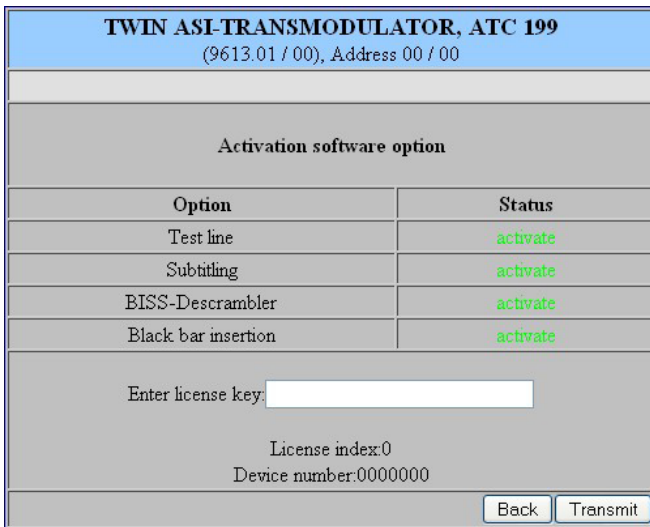 TWIN ASI-TRANSMODULATOR, ATC 199
(9613.01 / 00), Address 00 / 00
Activation software option
Option Status
Test line activate
Subtitling activate
BISS-Descrambler activate
Black bar insertion activate
Enter license key:
License index:0
Device number:0000000
Back Transmit